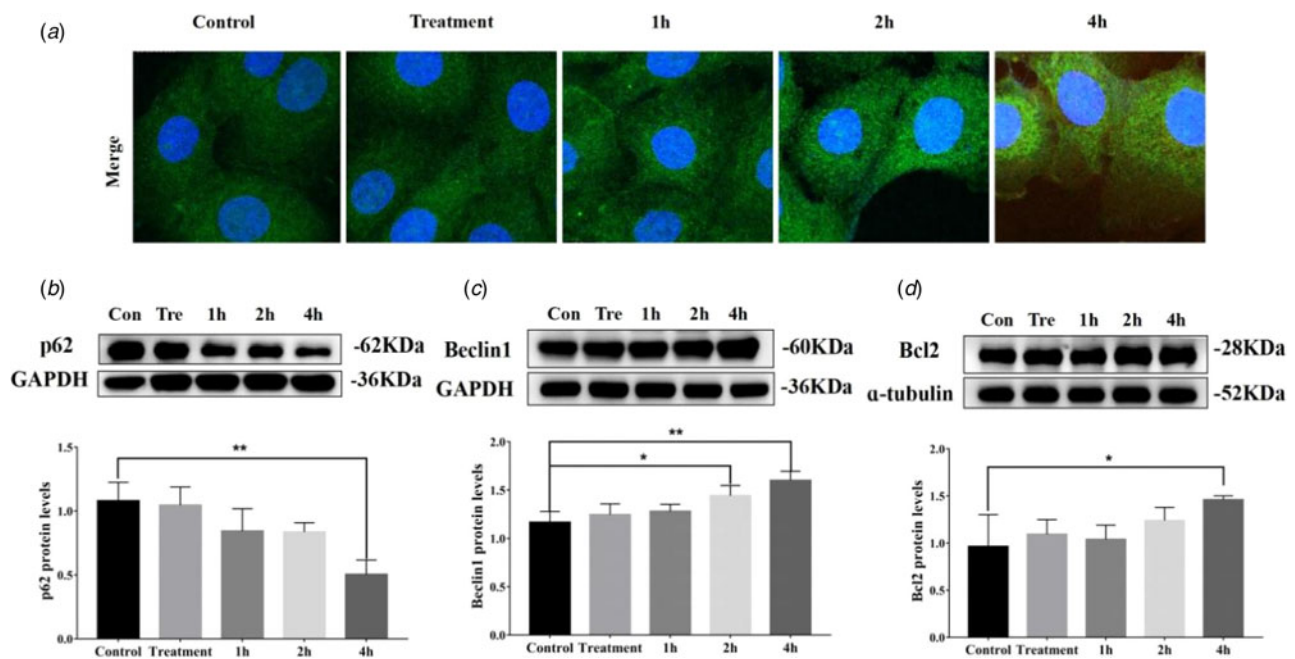 (a)
Control Treatment 1h 2h 4h
Merge
(b)
Con Tre 1h 2h 4h
p62 -62KDa
GAPDH -36KDa
p62 protein levels
1.5
1.0
0.5
0.0
**
Control Treatment 1h 2h 4h
(c)
Con Tre 1h 2h 4h
Beclin1 -60KDa
GAPDH -36KDa
Beclin1 protein levels
2.0
1.5
1.0
0.5
0.0
**
*
Control Treatment 1h 2h 4h
(d)
Con Tre 1h 2h 4h
Bcl2 -28KDa
α-tubulin -52KDa
Bcl2 protein levels
2.0
1.5
1.0
0.5
0.0
*
Control Treatment 1h 2h 4h